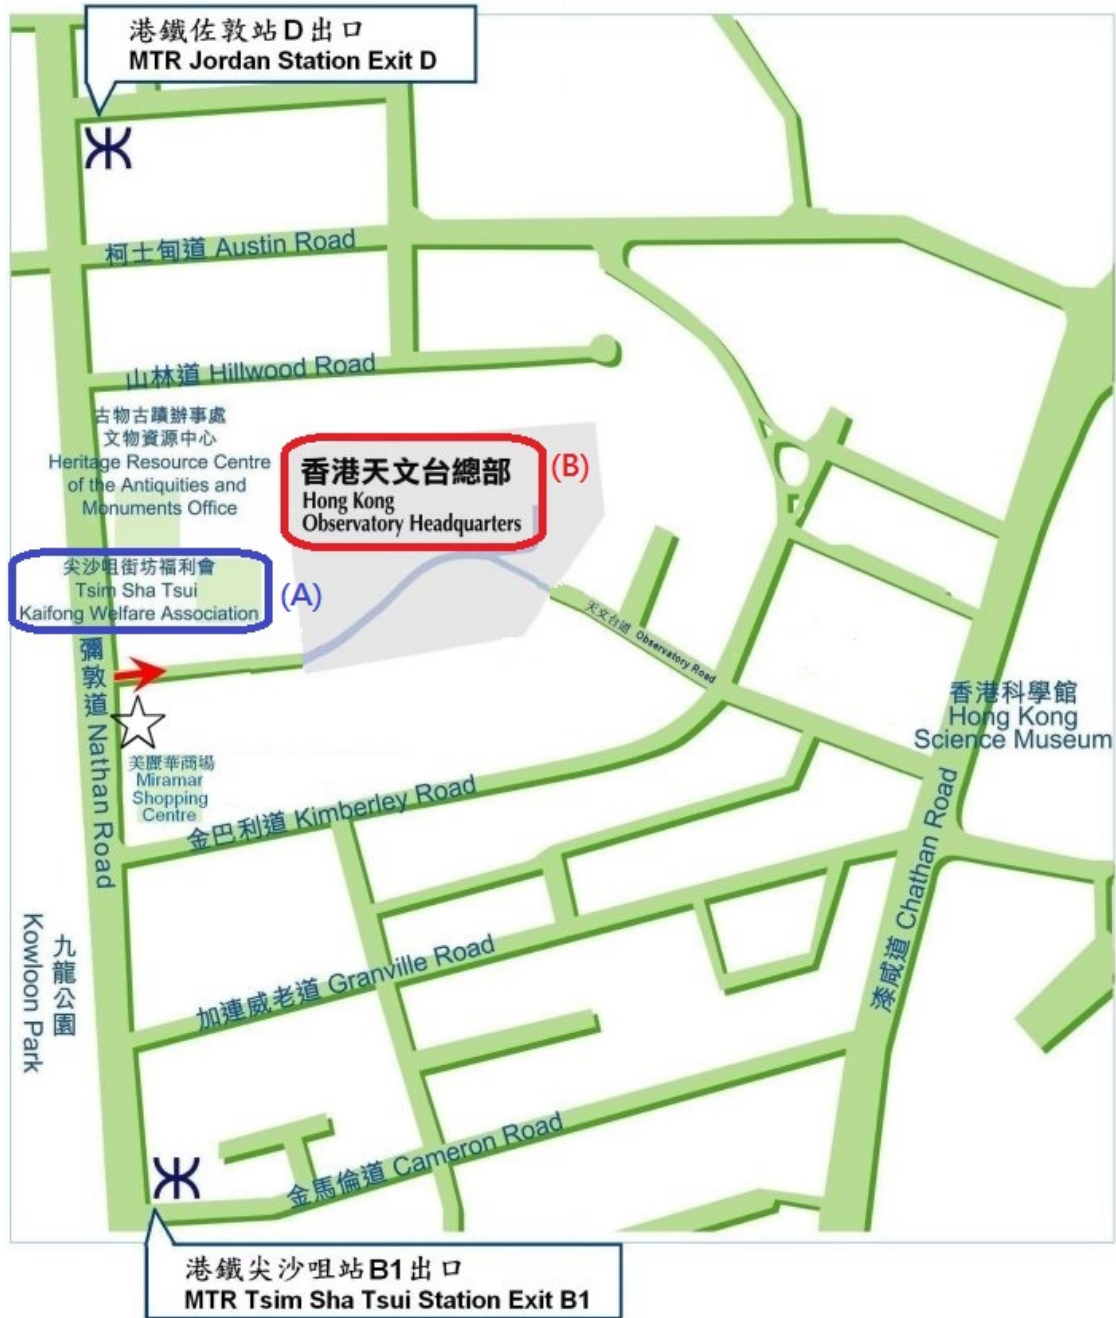 港鐵佐敦站D出口
MTR Jordan Station Exit D
柯士甸道 Austin Road
山林道 Hillwood Road
古物古蹟辦事處
文物資源中心
Heritage Resource Centre
of the Antiquities and
Monuments Office
香港天文台總部
Hong Kong
Observatory Headquarters
(B)
尖沙咀街坊福利會
Tsim Sha Tsui
Kaifong Welfare Association
(A)
天文台道 Observatory Road
彌敦道 Nathan Road
香港科學館
Hong Kong
Science Museum
美麗華商場
Miramar
Shopping
Centre
金巴利道 Kimberley Road
漆咸道 Chathan Road
九龍公園
Kowloon Park
加連威老道 Granville Road
金馬倫道 Cameron Road
港鐵尖沙咀站B1出口
MTR Tsim Sha Tsui Station Exit B1